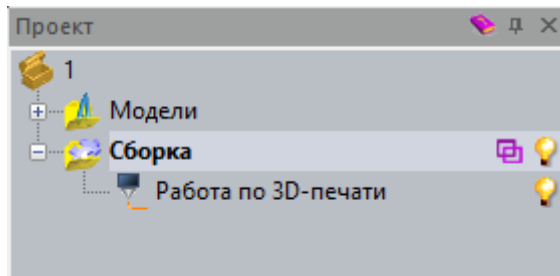 Проект
1
Модели
Сборка
Работа по 3D-печати